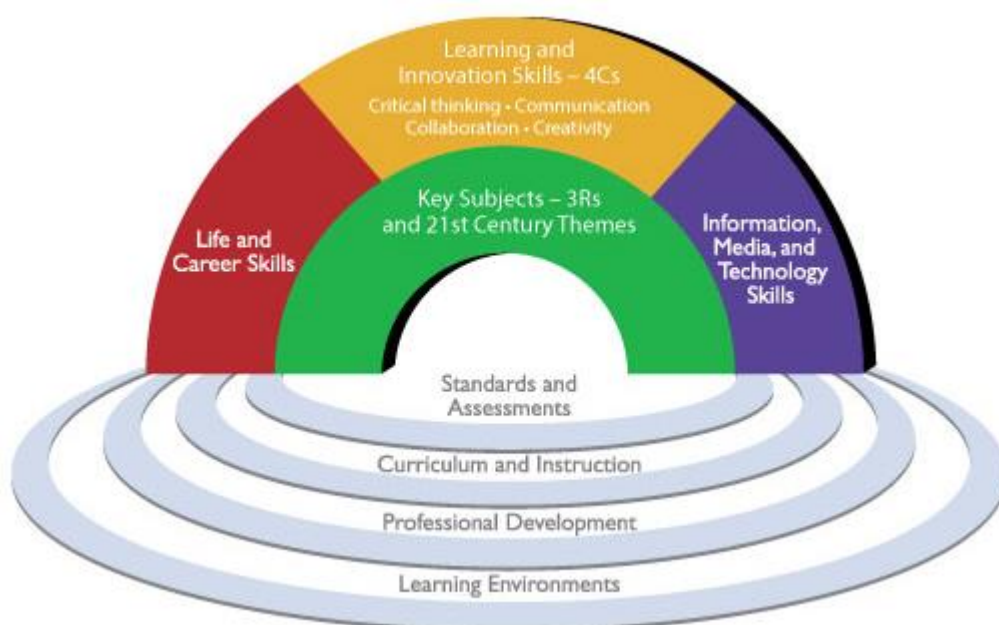 Learning and
Innovation Skills – 4Cs
Critical thinking • Communication
Collaboration • Creativity
Key Subjects – 3Rs
and 21st Century Themes
Life and
Career Skills
Information,
Media, and
Technology
Skills
Standards and
Assessments
Curriculum and Instruction
Professional Development
Learning Environments